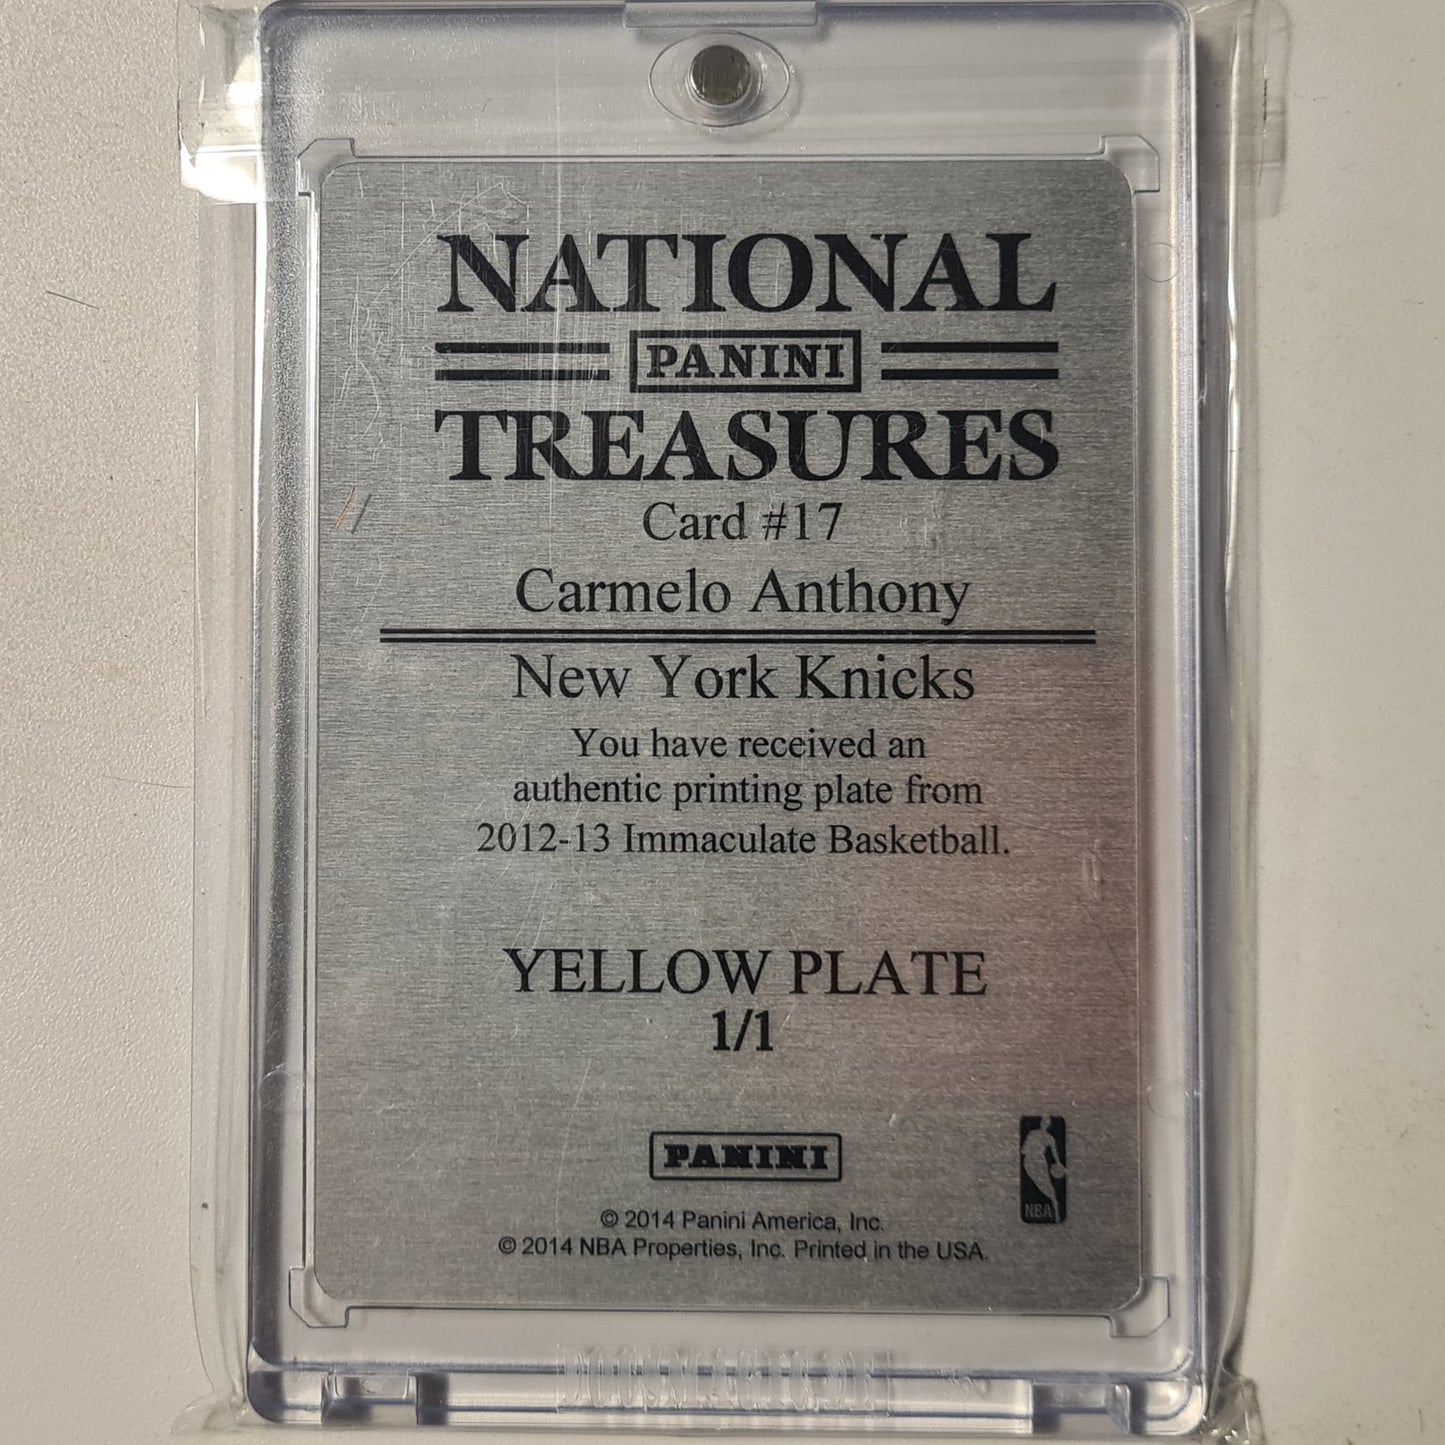 NATIONAL
PANINI
TREASURES
Card #17
Carmelo Anthony
New York Knicks
You have received an
authentic printing plate from
2012-13 Immaculate Basketball.
YELLOW PLATE
1/1
PANINI
NBA
© 2014 Panini America, Inc.
© 2014 NBA Properties, Inc. Printed in the USA.